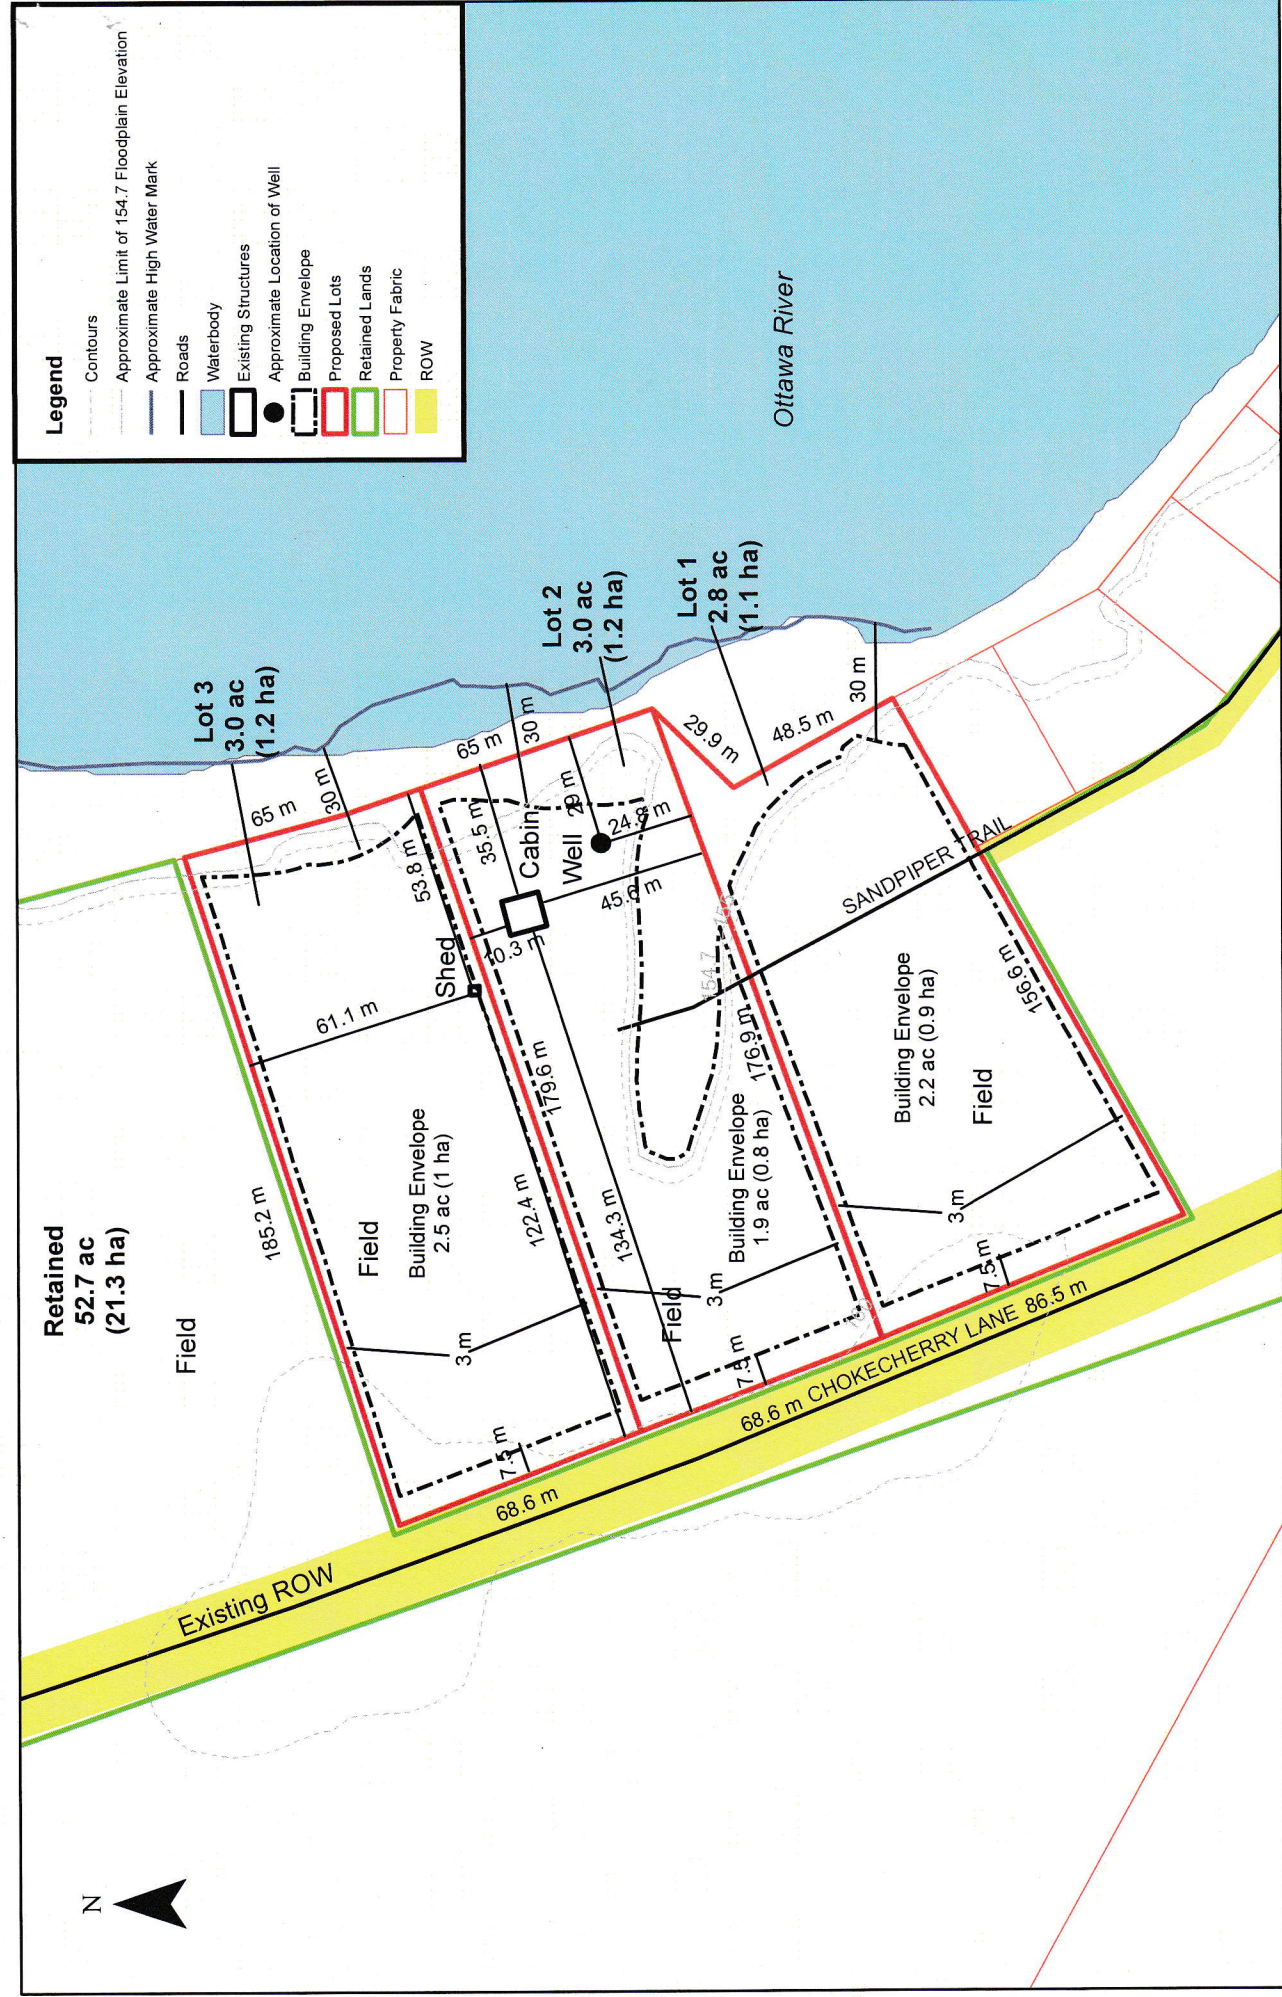 Legend
Contours
Approximate Limit of 154.7 Floodplain Elevation
Approximate High Water Mark
Roads
Waterbody
Existing Structures
Approximate Location of Well
Building Envelope
Proposed Lots
Retained Lands
Property Fabric
ROW
N
Retained
52.7 ac
(21.3 ha)
Field
Existing ROW
185.2 m
Lot 3
3.0 ac
(1.2 ha)
65 m
30 m
61.1 m
Shed
53.8 m
Field
Building Envelope
2.5 ac (1 ha)
3 m
7.5 m
68.6 m
122.4 m
179.6 m
134.3 m
10.3 m
35.5 m
Cabin
Well
65 m
30 m
29 m
24.8 m
45.6 m
Lot 2
3.0 ac
(1.2 ha)
Building Envelope
1.9 ac (0.8 ha)
Field
3 m
7.5 m
68.6 m
CHOKECHERRY LANE
86.5 m
154.7
176.9 m
Lot 1
2.8 ac
(1.1 ha)
29.9 m
48.5 m
30 m
SANDPIPER TRAIL
Building Envelope
2.2 ac (0.9 ha)
Field
156.6 m
3 m
7.5 m
Ottawa River